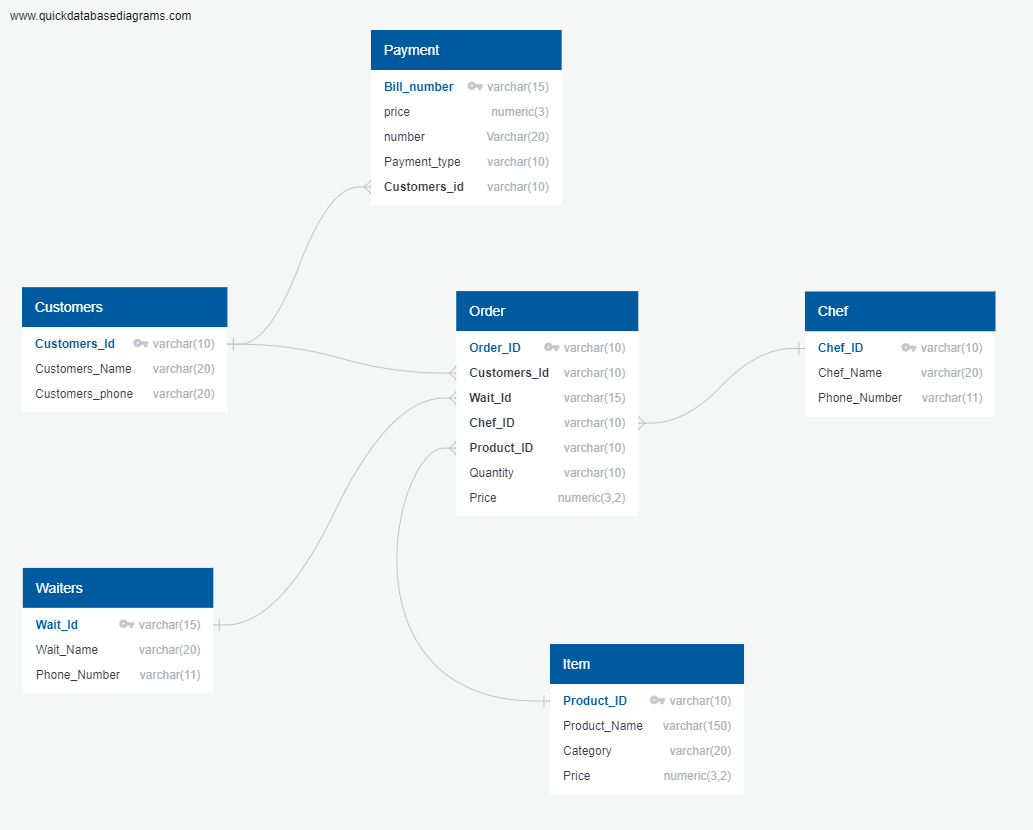 www.quickdatabasediagrams.com
Payment
Bill_number varchar(15)
price numeric(3)
number Varchar(20)
Payment_type varchar(10)
Customers_id varchar(10)
Customers
Customers_Id varchar(10)
Customers_Name varchar(20)
Customers_phone varchar(20)
Order
Order_ID varchar(10)
Customers_Id varchar(10)
Wait_Id varchar(15)
Chef_ID varchar(10)
Product_ID varchar(10)
Quantity varchar(10)
Price numeric(3,2)
Chef
Chef_ID varchar(10)
Chef_Name varchar(20)
Phone_Number varchar(11)
Waiters
Wait_Id varchar(15)
Wait_Name varchar(20)
Phone_Number varchar(11)
Item
Product_ID varchar(10)
Product_Name varchar(150)
Category varchar(20)
Price numeric(3,2)